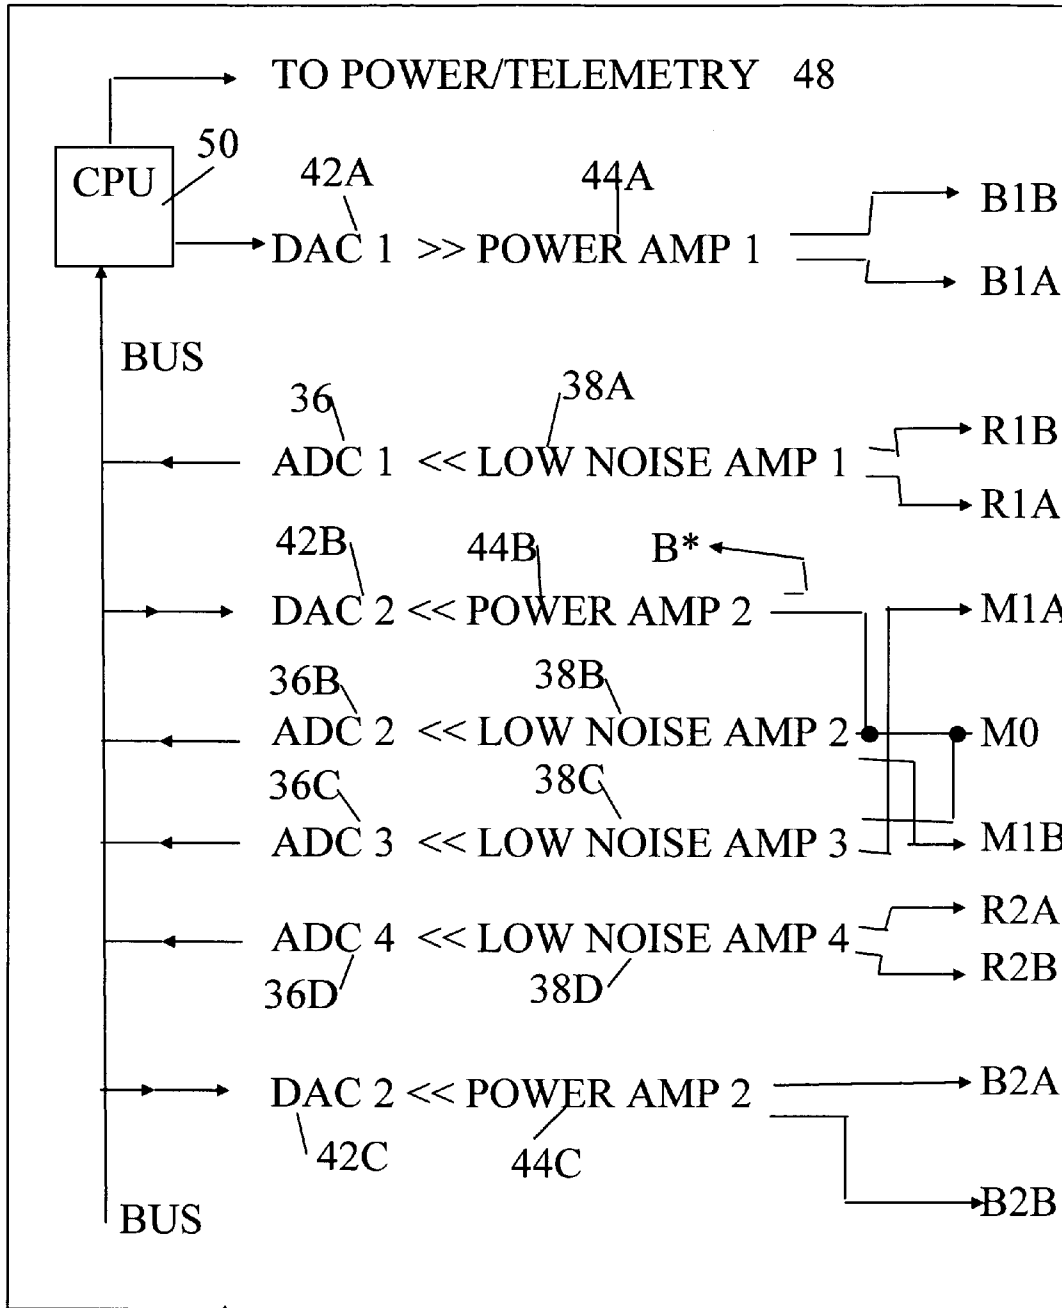 TO POWER/TELEMETRY 48
50
CPU
42A
44A
B1B
DAC 1 >> POWER AMP 1
B1A
BUS
36
38A
R1B
ADC 1 << LOW NOISE AMP 1
R1A
42B
44B
B*
DAC 2 << POWER AMP 2
M1A
36B
38B
ADC 2 << LOW NOISE AMP 2
M0
36C
38C
ADC 3 << LOW NOISE AMP 3
M1B
R2A
ADC 4 << LOW NOISE AMP 4
R2B
36D
38D
B2A
DAC 2 << POWER AMP 2
42C
44C
B2B
BUS